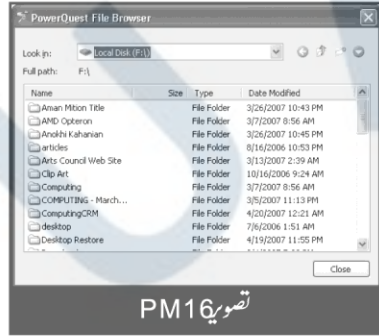 PowerQuest File Browser
Look in: Local Disk (F:\)
Full path: F:\
Name Size Type Date Modified
Aman Mition Title File Folder 3/26/2007 10:43 PM
AMD Opteron File Folder 3/7/2007 8:56 AM
Anokhi Kahanian File Folder 3/26/2007 10:45 PM
articles File Folder 8/16/2006 10:53 PM
Arts Council Web Site File Folder 3/13/2007 2:39 AM
Clip Art File Folder 10/16/2006 9:24 AM
Computing File Folder 3/7/2007 8:56 AM
COMPUTING - March... File Folder 3/5/2007 11:13 PM
ComputingCRM File Folder 4/20/2007 12:21 AM
desktop File Folder 7/6/2006 1:51 AM
Desktop Restore File Folder 4/19/2007 11:55 PM
Close
تصویر PM16